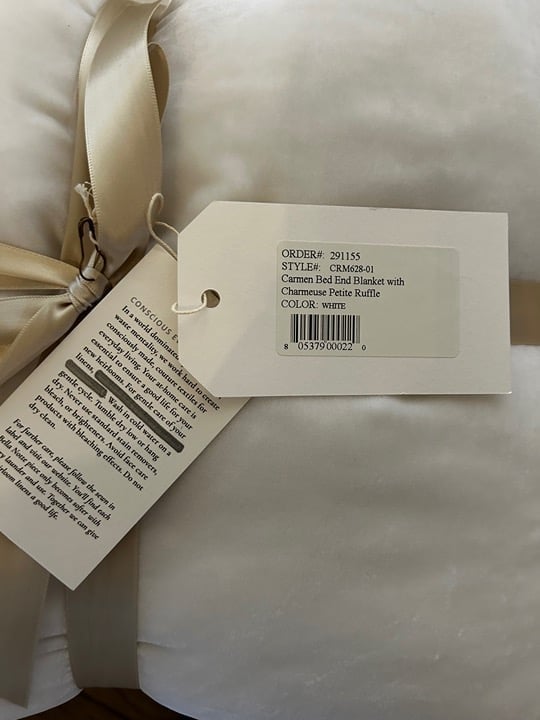 ORDER#: 291155
STYLE#: CRM628-01
Carmen Bed End Blanket with
Charmeuse Petite Ruffle
COLOR: WHITE
8 05379 00022 0
CONSCIOUS
In a world dominated
waste mentality, we work hard to create
consciously made, couture textiles for
everyday living. Your at-home care is
essential to ensure a good life for your
new heirlooms. For gentle care of your
linens, Wash in cold water on a
gentle cycle. Tumble dry low or hang
dry. Never use standard stain removers,
bleach, or brighteners. Avoid face care
products with bleaching effects. Do not
dry clean.
For further care, please follow the sewn in
label and visit our website. You'll find each
Bella Notte piece only becomes softer with
launder and use. Together we can give
linens a good life.